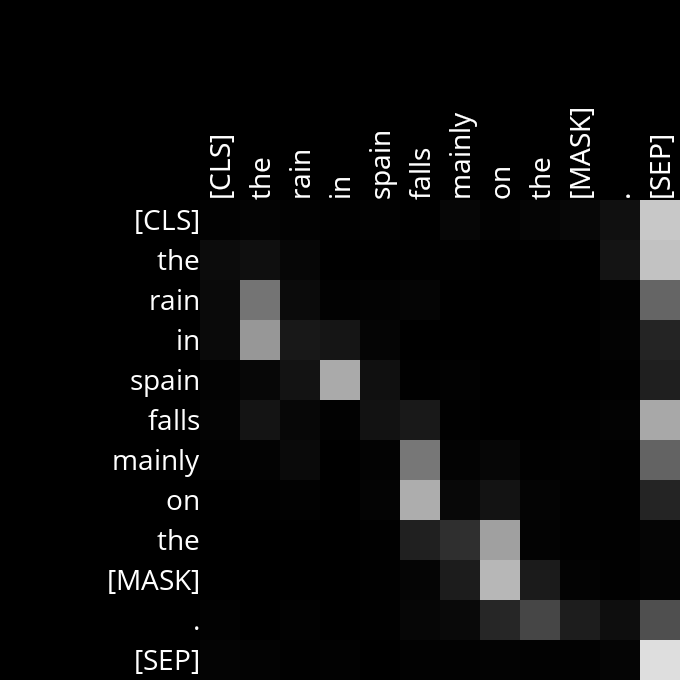 [CLS]
the
rain
in
spain
falls
mainly
on
the
[MASK]
.
[SEP]
[CLS]
the
rain
in
spain
falls
mainly
on
the
[MASK]
.
[SEP]